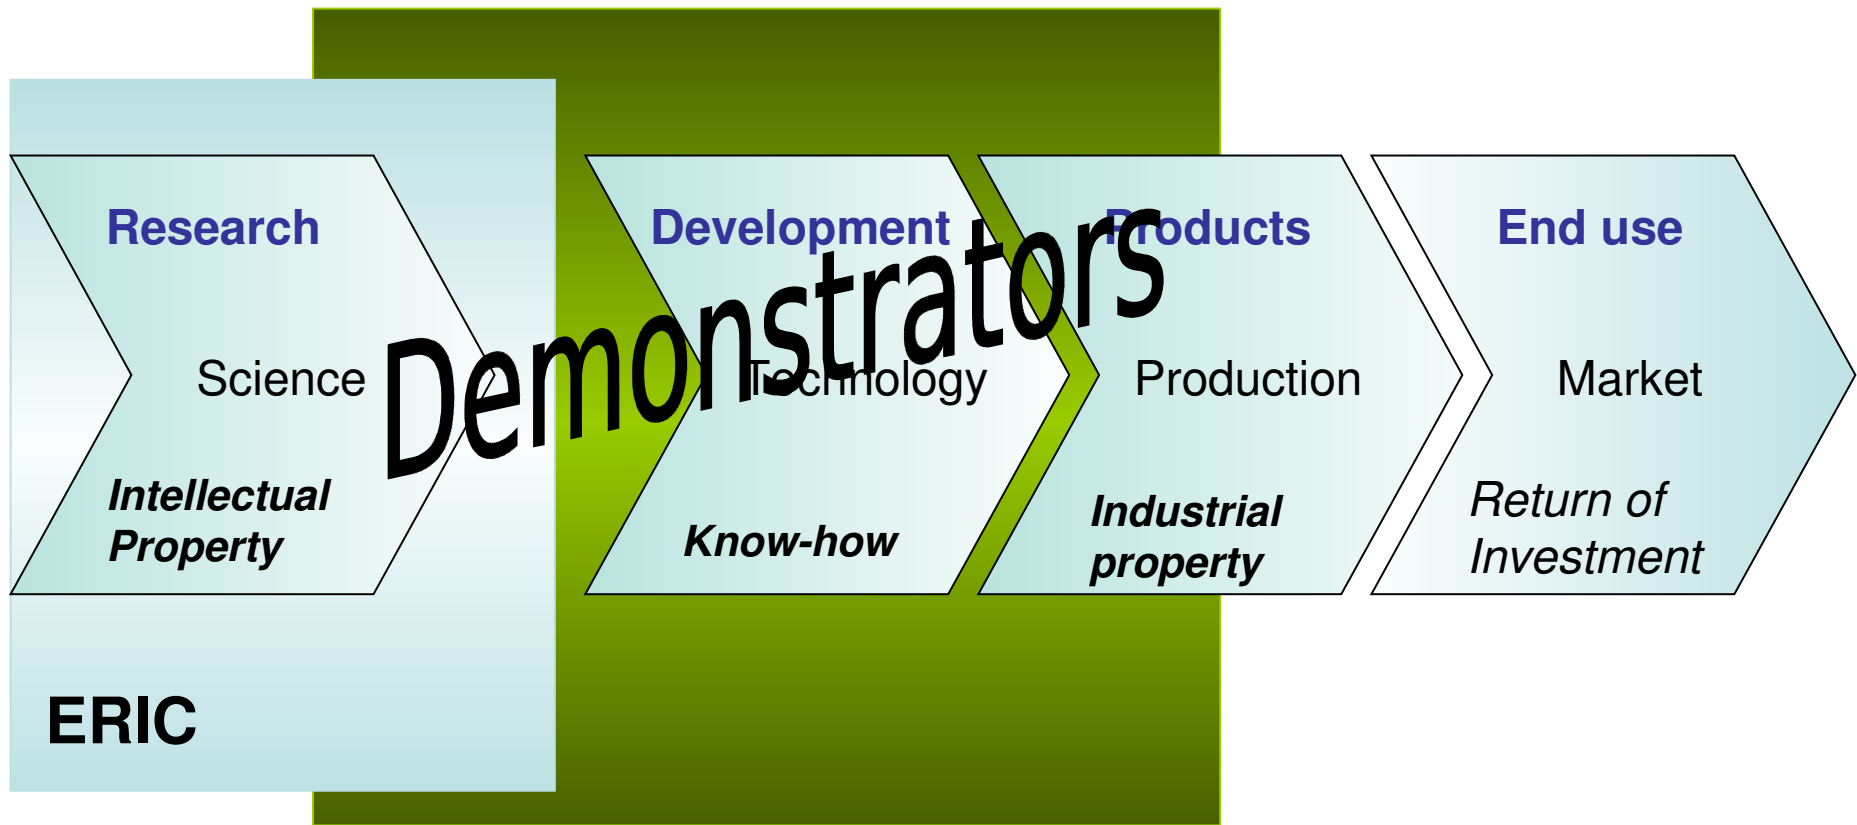 Research
Development
Products
End use
Demonstrators
Science
Technology
Production
Market
Intellectual
Property
Know-how
Industrial
property
Return of
Investment
ERIC